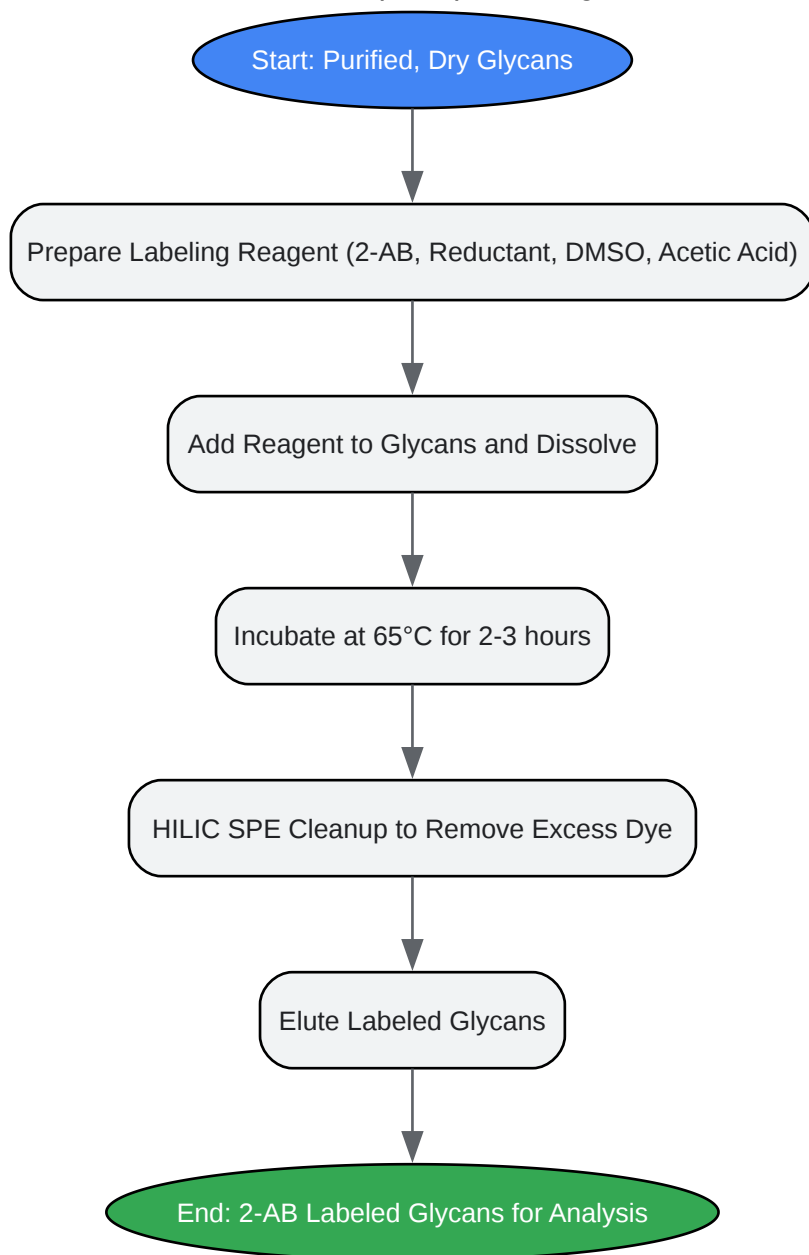 Start: Purified, Dry Glycans
Prepare Labeling Reagent (2-AB, Reductant, DMSO, Acetic Acid)
Add Reagent to Glycans and Dissolve
Incubate at 65°C for 2-3 hours
HILIC SPE Cleanup to Remove Excess Dye
Elute Labeled Glycans
End: 2-AB Labeled Glycans for Analysis